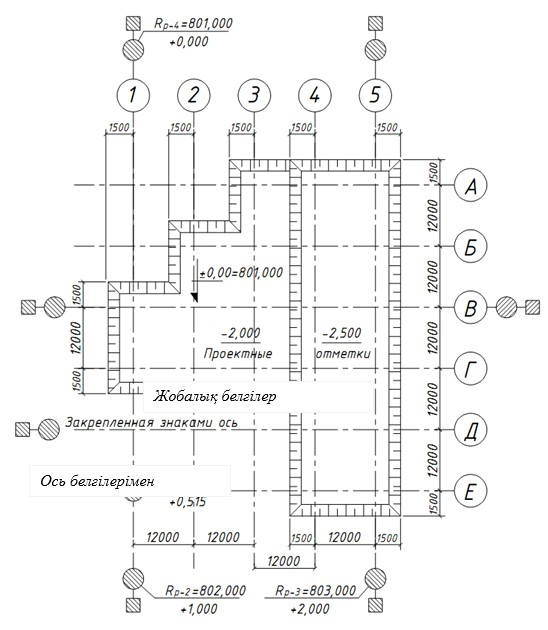 Rр-4=801,000
+0,000
1 2 3 4 5
1500 1500 1500 1500 1500
1500
А
12000
Б
±0,00=801,000
1500
12000
В
-2,000 -2,500
12000
12000
Проектные отметки
Г
1500
Жобалық белгілер
12000
Закрепленная знаками ось
Д
12000
Ось белгілерімен
Е
+0,515
1500
12000 12000 1500 12000 1500
12000
Rр-2=802,000 Rр-3=803,000
+1,000 +2,000